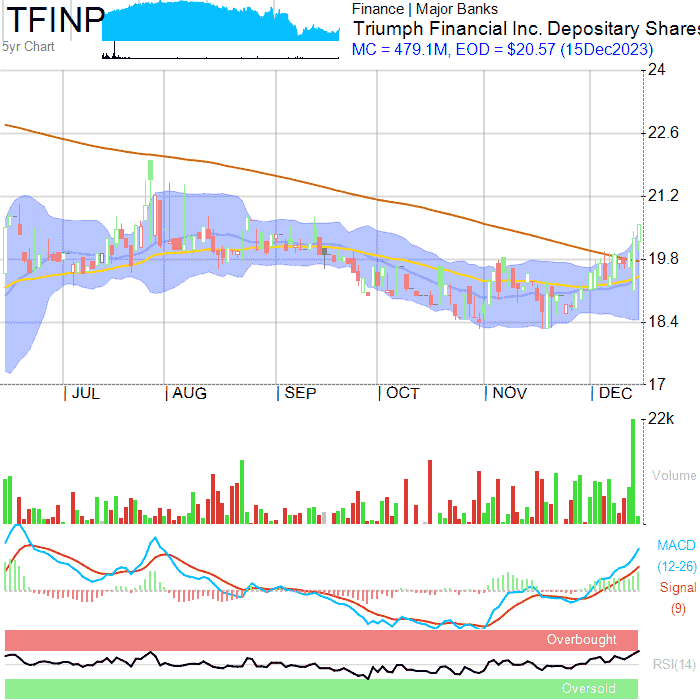 TFINP
5yr Chart
Finance | Major Banks
Triumph Financial Inc. Depositary Shares
MC = 479.1M, EOD = $20.57 (15Dec2023)
24
22.6
21.2
19.8
18.4
17
| JUL | AUG | SEP | OCT | NOV | DEC
22k
Volume
MACD
(12-26)
Signal
(9)
Overbought
RSI(14)
Oversold